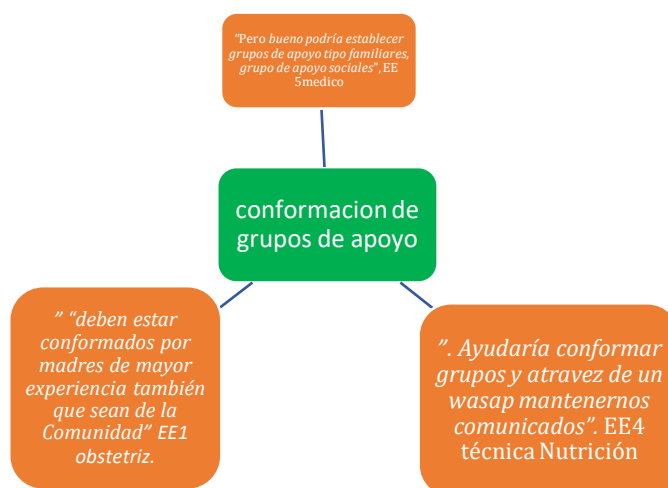 "Pero bueno podría establecer
grupos de apoyo tipo familiares,
grupo de apoyo sociales", EE
5medico
conformacion de
grupos de apoyo
" "deben estar
conformados por
madres de mayor
experiencia también
que sean de la
Comunidad" EE1
obstetriz.
". Ayudaría conformar
grupos y atravez de un
wasap mantenernos
comunicados". EE4
técnica Nutrición